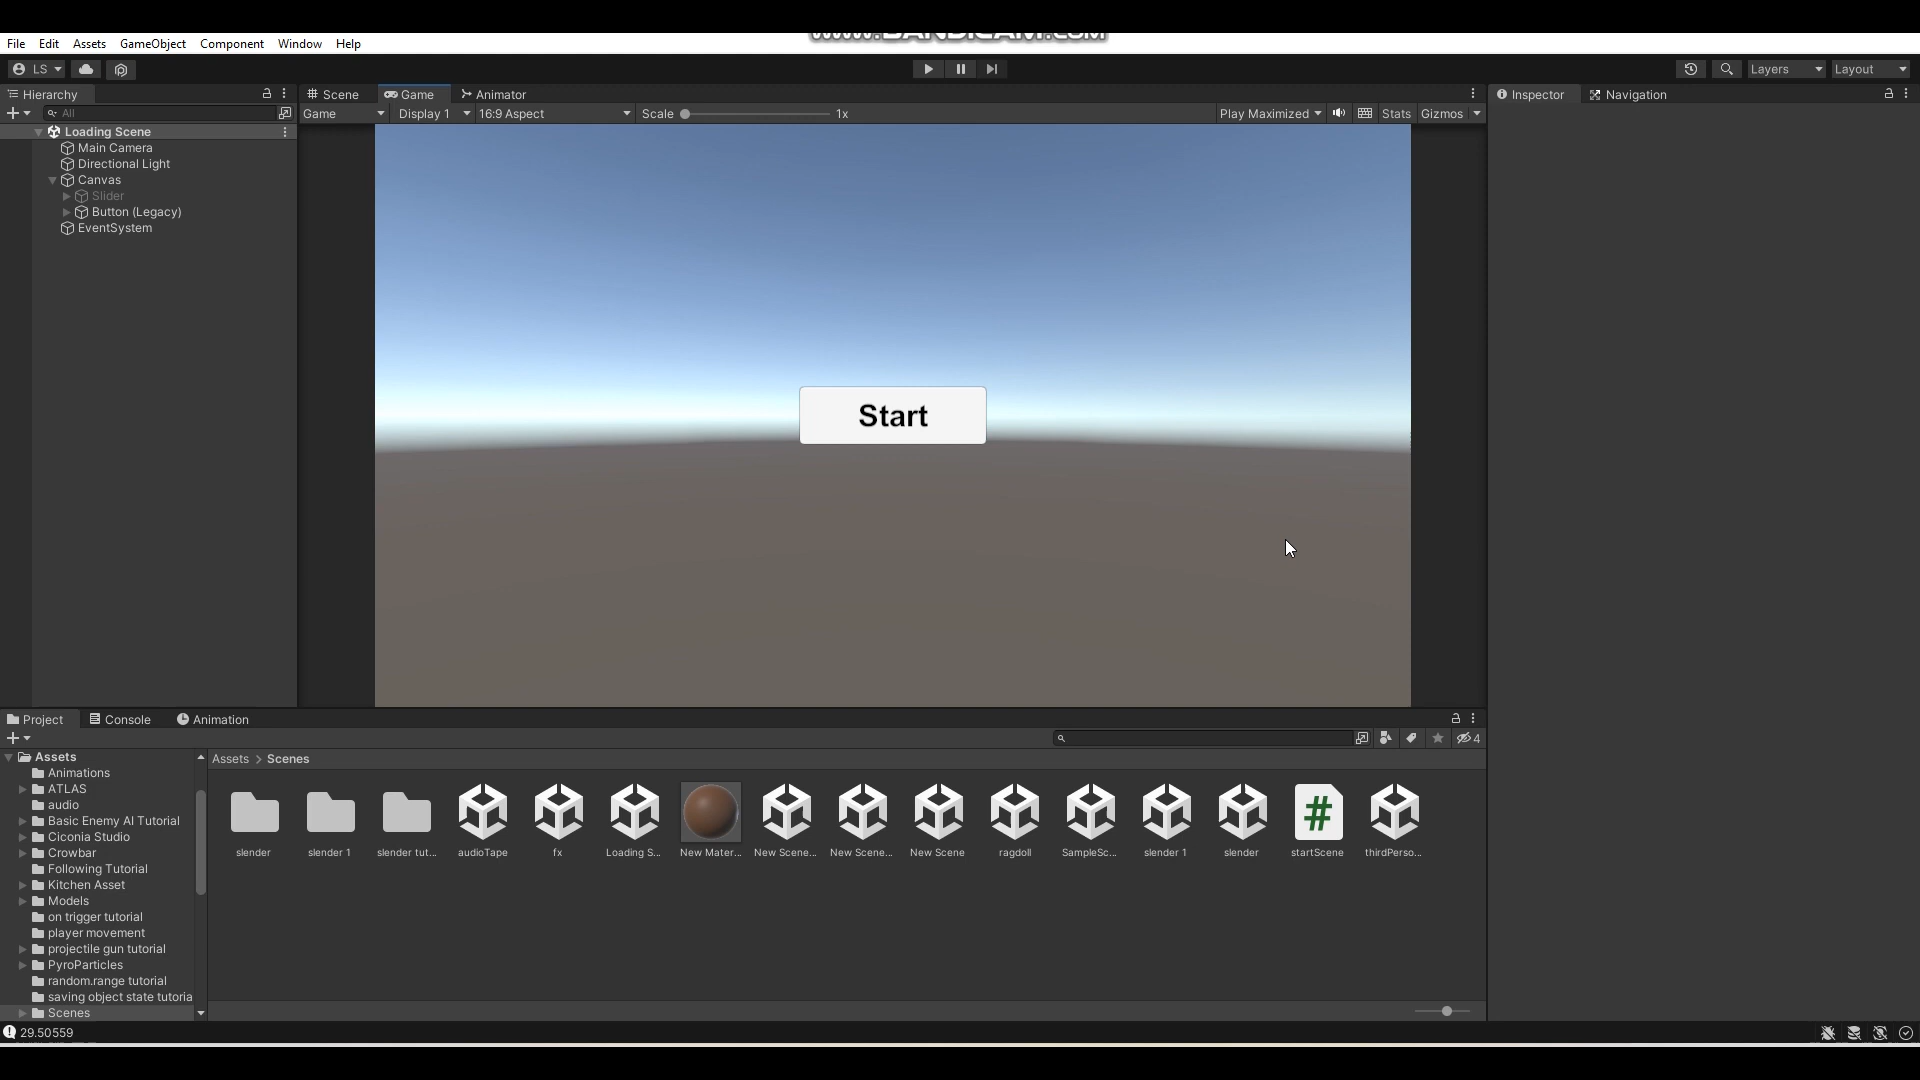 www.BANDICAM.com
File Edit Assets GameObject Component Window Help
LS
Layers Layout
Hierarchy
Scene Game Animator
Inspector Navigation
All
Game Display 1 16:9 Aspect Scale 1x Play Maximized Stats Gizmos
Loading Scene
Main Camera
Directional Light
Canvas
Slider
Button (Legacy)
EventSystem
Start
Project Console Animation
4
Assets
Animations
ATLAS
audio
Basic Enemy AI Tutorial
Ciconia Studio
Crowbar
Following Tutorial
Kitchen Asset
Models
on trigger tutorial
player movement
projectile gun tutorial
PyroParticles
random.range tutorial
saving object state tutoria
Scenes
Assets > Scenes
slender slender 1 slender tut... audioTape fx Loading S... New Mater... New Scene... New Scene... New Scene ragdoll SampleSc... slender 1 slender startScene thirdPerso...
#
29.50559